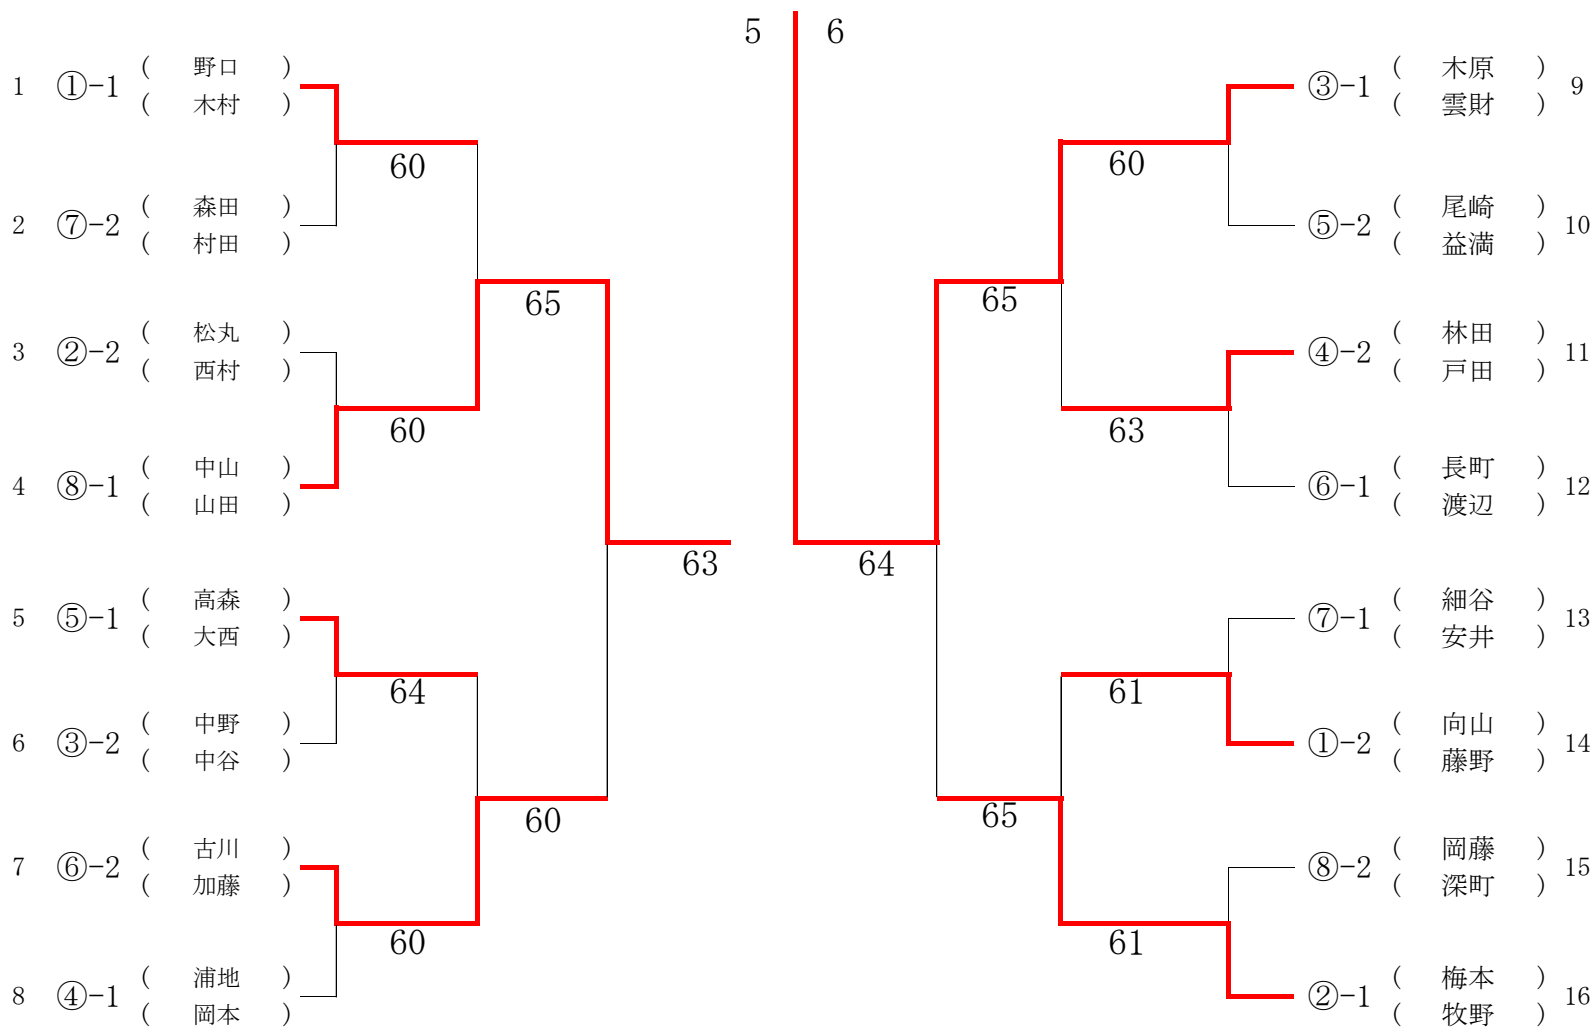 5 6
1 ①-1 ( 野口 )
( 木村 )
60
2 ⑦-2 ( 森田 )
( 村田 )
65
3 ②-2 ( 松丸 )
( 西村 )
60
4 ⑧-1 ( 中山 )
( 山田 )
63
5 ⑤-1 ( 高森 )
( 大西 )
64
6 ③-2 ( 中野 )
( 中谷 )
60
7 ⑥-2 ( 古川 )
( 加藤 )
60
8 ④-1 ( 浦地 )
( 岡本 )
③-1 ( 木原 ) 9
( 雲財 )
60
⑤-2 ( 尾崎 ) 10
( 益満 )
65
④-2 ( 林田 ) 11
( 戸田 )
63
⑥-1 ( 長町 ) 12
( 渡辺 )
64
⑦-1 ( 細谷 ) 13
( 安井 )
61
①-2 ( 向山 ) 14
( 藤野 )
65
⑧-2 ( 岡藤 ) 15
( 深町 )
61
②-1 ( 梅本 ) 16
( 牧野 )